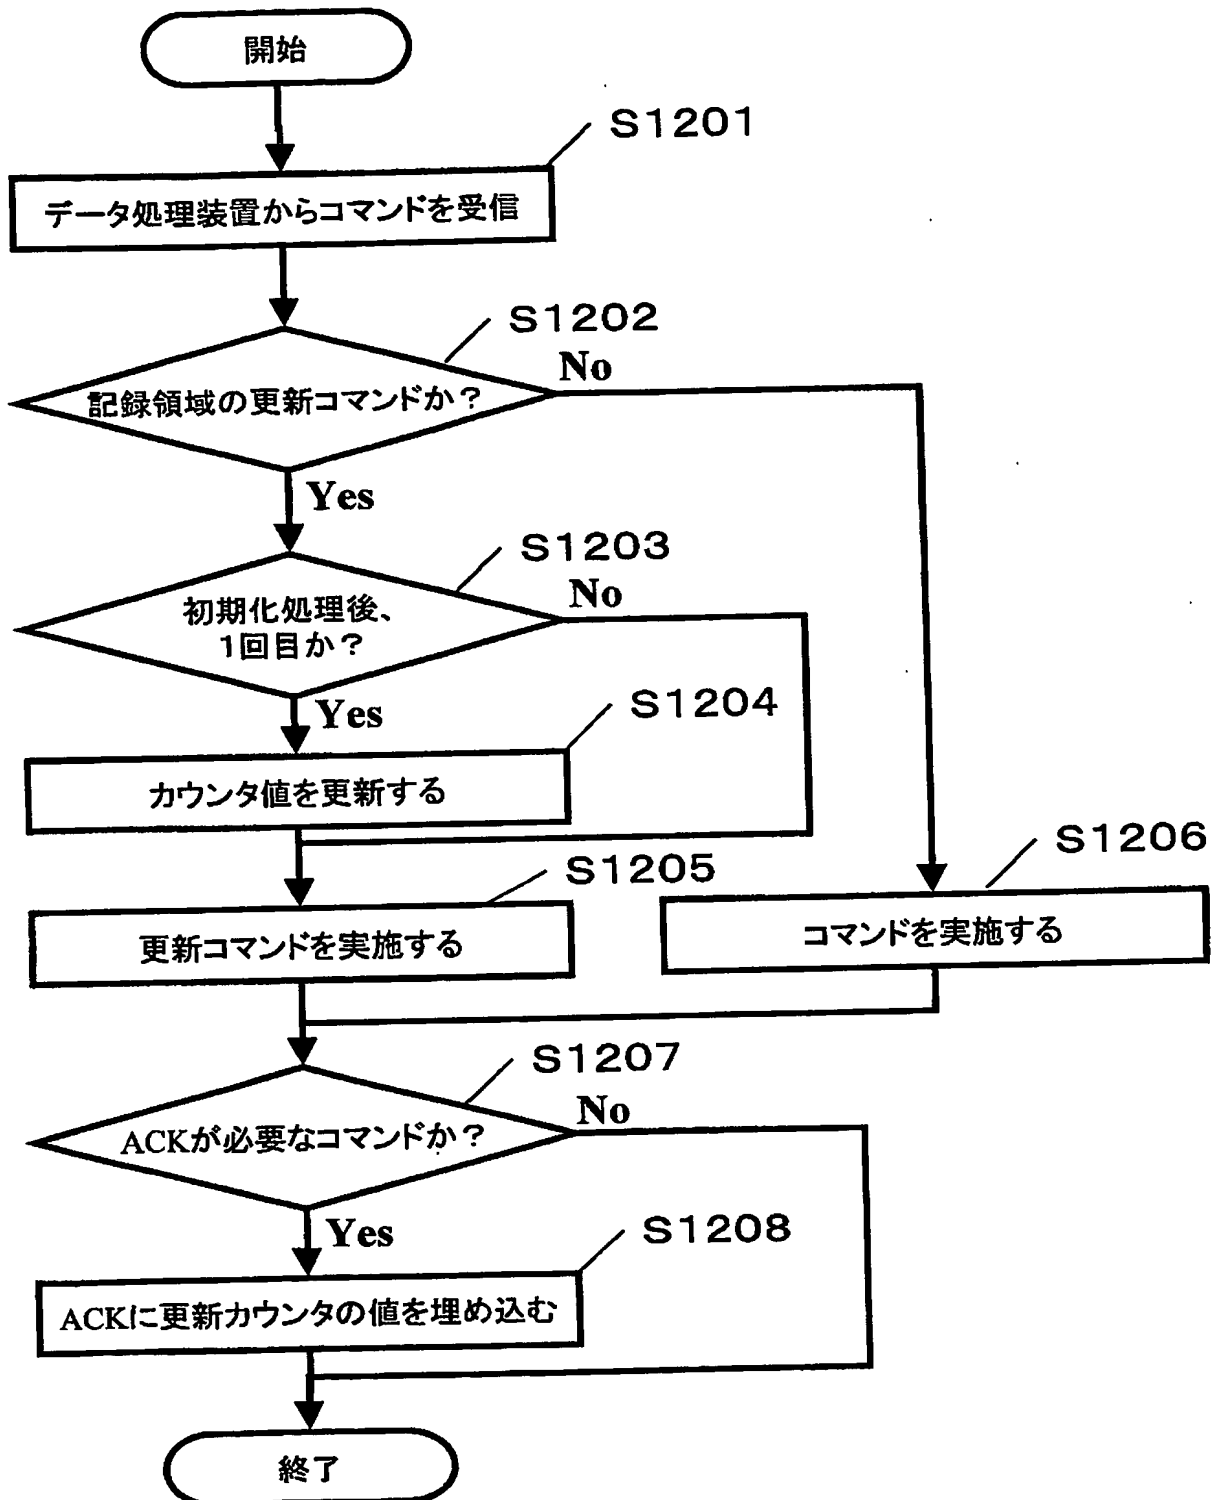 開始
S1201
データ処理装置からコマンドを受信
S1202
記録領域の更新コマンドか？
No
Yes
S1203
初期化処理後、
1回目か？
No
Yes
S1204
カウンタ値を更新する
S1205
更新コマンドを実施する
S1206
コマンドを実施する
S1207
ACKが必要なコマンドか？
No
Yes
S1208
ACKに更新カウンタの値を埋め込む
終了